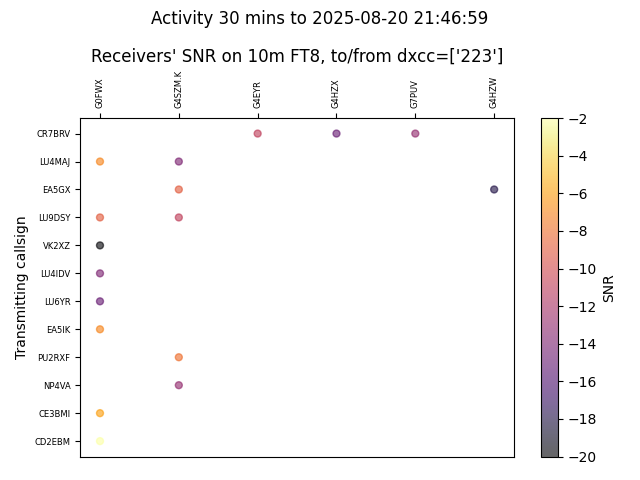 Activity 30 mins to 2025-08-20 21:46:59
Receivers' SNR on 10m FT8, to/from dxcc=['223']
G0FWX
G4SZM.K
G4EYR
G4HZX
G7PUV
G4HZW
CR7BRV
LU4MAJ
EA5GX
LU9DSY
VK2XZ
LU4IDV
LU6YR
EA5IK
PU2RXF
NP4VA
CE3BMI
CD2EBM
Transmitting callsign
−2
−4
−6
−8
−10
−12
−14
−16
−18
−20
SNR